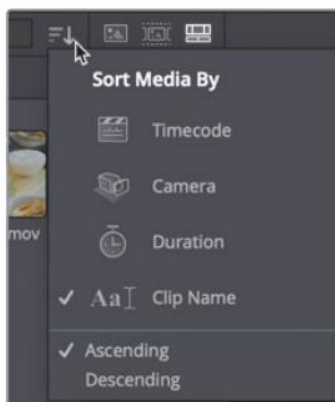 Sort Media By
Timecode
Camera
mov
Duration
Aa Clip Name
Ascending
Descending